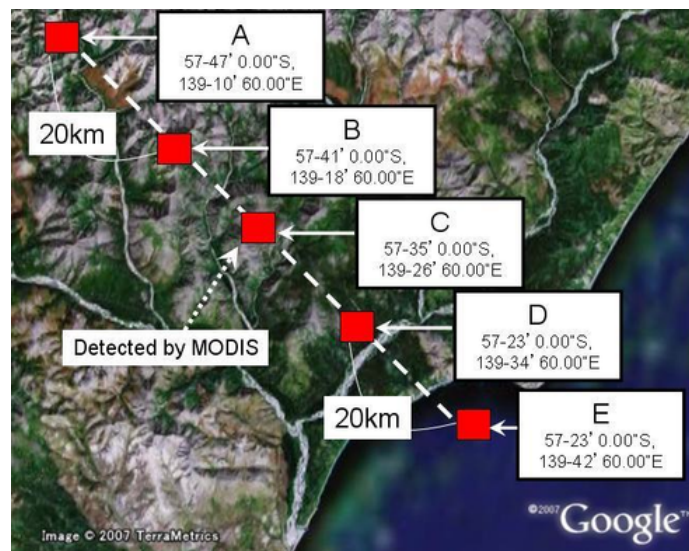 A
57-47' 0.00"S,
139-10' 60.00"E
20km
B
57-41' 0.00"S,
139-18' 60.00"E
C
57-35' 0.00"S,
139-26' 60.00"E
Detected by MODIS
D
57-23' 0.00"S,
139-34' 60.00"E
20km
E
57-23' 0.00"S,
139-42' 60.00"E
Image © 2007 TerraMetrics
©2007 Google™